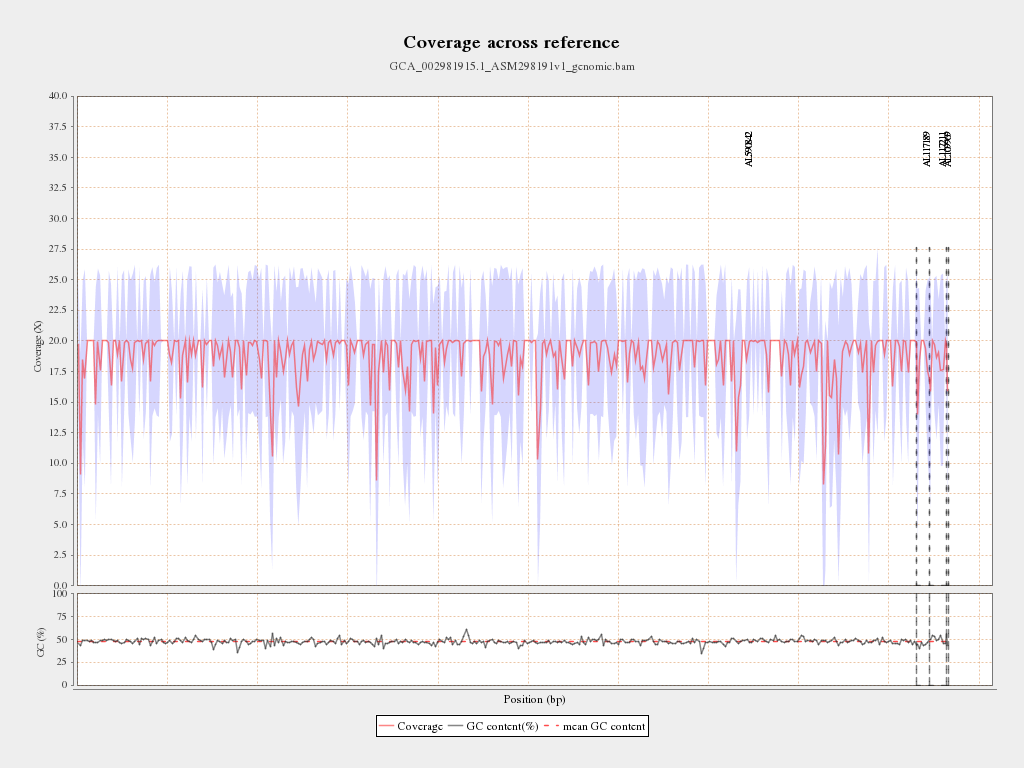 Coverage across reference
GCA_002981915.1_ASM298191v1_genomic.bam
40.0
37.5
35.0
32.5
30.0
27.5
25.0
22.5
20.0
17.5
15.0
12.5
10.0
7.5
5.0
2.5
0.0
Coverage (X)
AL590842
AL117189
AL117211
AL109969
100
75
50
25
0
GC (%)
Position (bp)
Coverage GC content(%) mean GC content